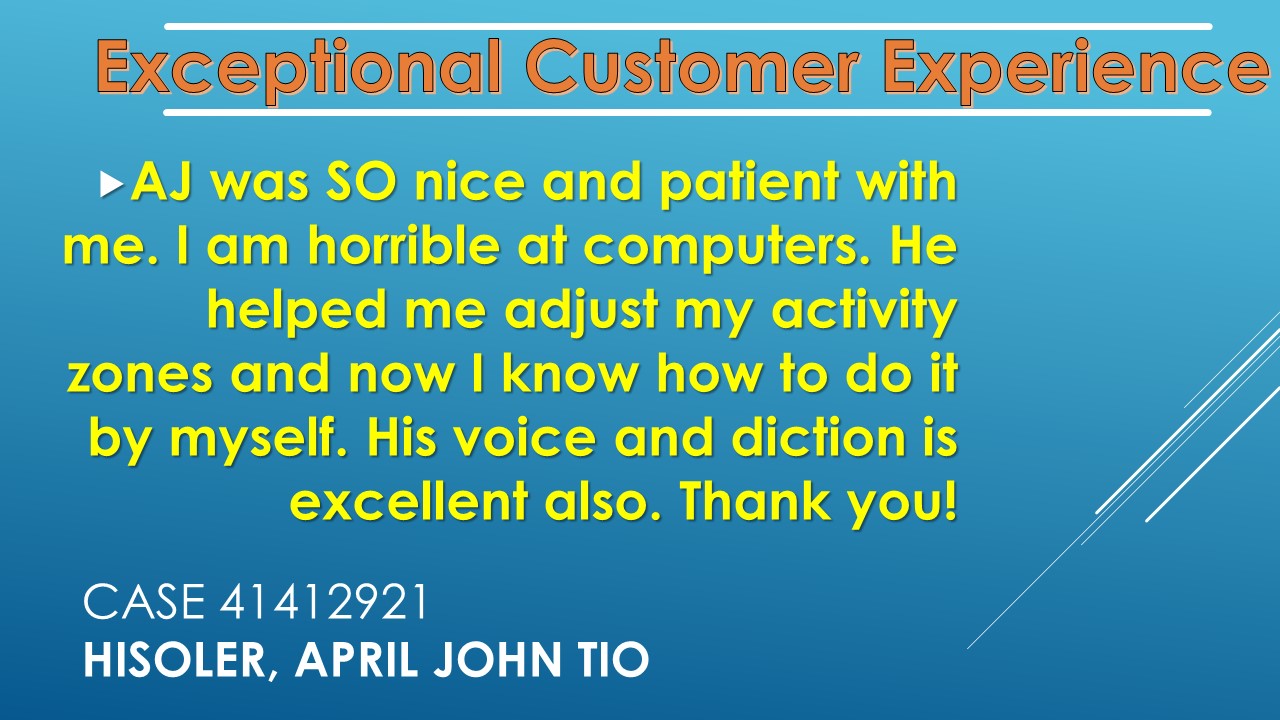 Exceptional Customer Experience
AJ was SO nice and patient with
me. I am horrible at computers. He
helped me adjust my activity
zones and now I know how to do it
by myself. His voice and diction is
excellent also. Thank you!
CASE 41412921
HISOLER, APRIL JOHN TIO